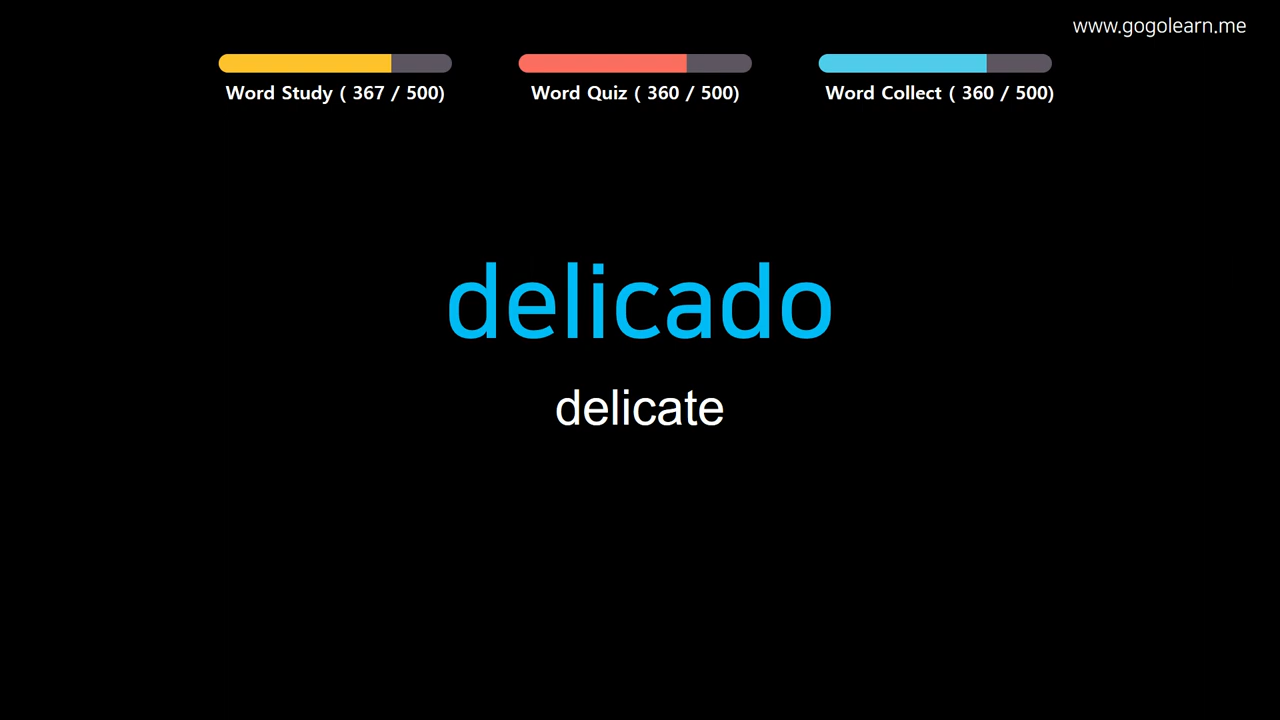 www.gogolearn.me
Word Study ( 367 / 500)
Word Quiz ( 360 / 500)
Word Collect ( 360 / 500)
delicado
delicate